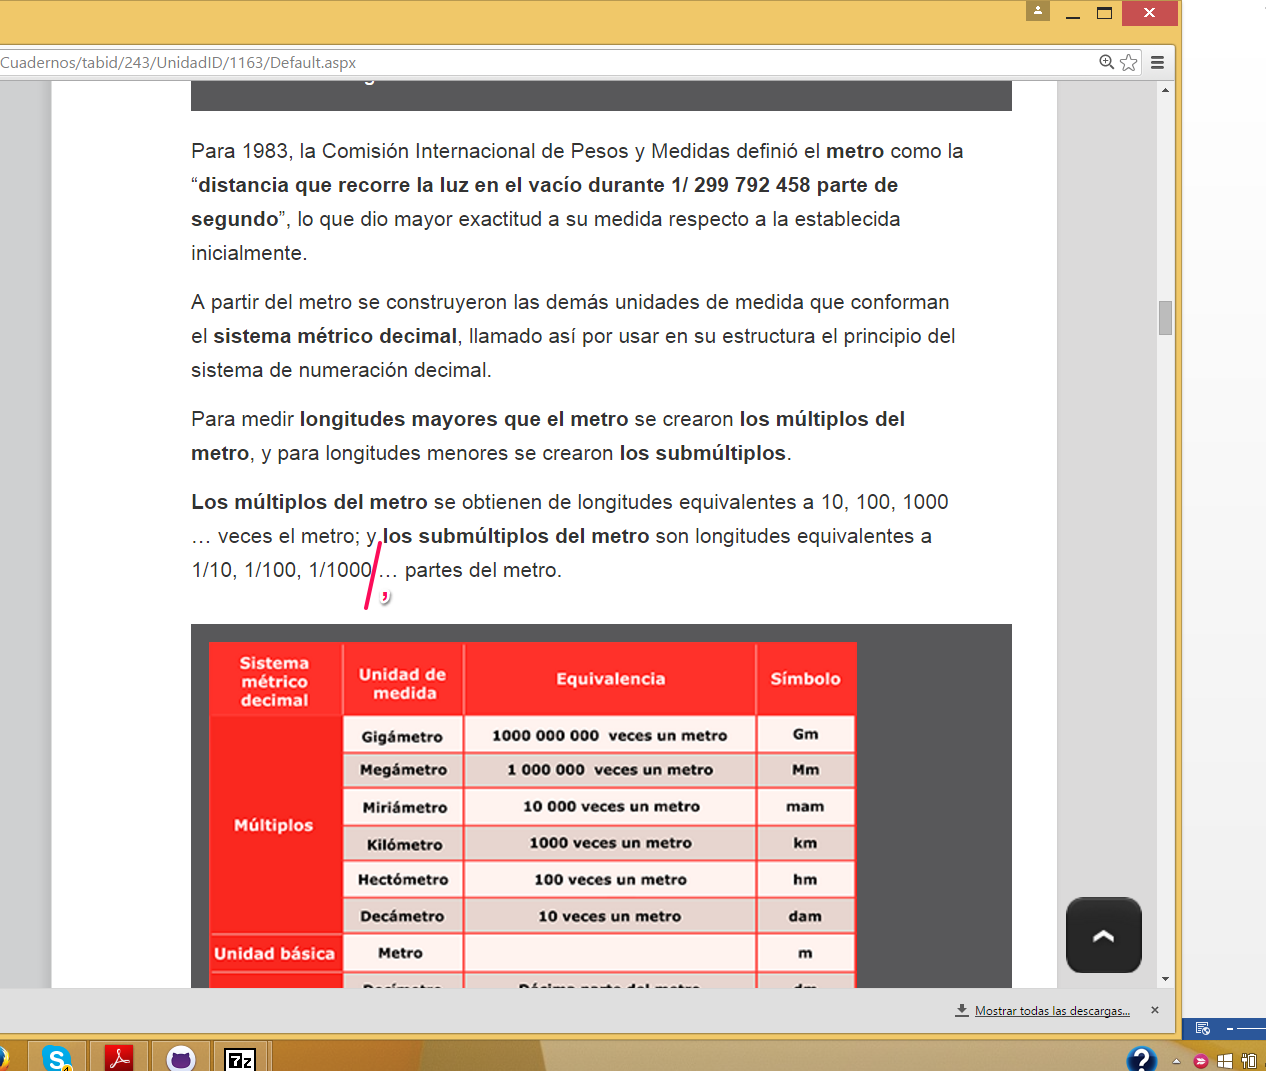 Cuadernos/tabid/243/UnidadID/1163/Default.aspx
Para 1983, la Comisión Internacional de Pesos y Medidas definió el metro como la
“distancia que recorre la luz en el vacío durante 1/ 299 792 458 parte de
segundo”, lo que dio mayor exactitud a su medida respecto a la establecida
inicialmente.
A partir del metro se construyeron las demás unidades de medida que conforman
el sistema métrico decimal, llamado así por usar en su estructura el principio del
sistema de numeración decimal.
Para medir longitudes mayores que el metro se crearon los múltiplos del
metro, y para longitudes menores se crearon los submúltiplos.
Los múltiplos del metro se obtienen de longitudes equivalentes a 10, 100, 1000
… veces el metro; y los submúltiplos del metro son longitudes equivalentes a
1/10, 1/100, 1/1000 … partes del metro.
/,
Sistema métrico decimal Unidad de medida Equivalencia Símbolo
Gigámetro 1000 000 000 veces un metro Gm
Megámetro 1 000 000 veces un metro Mm
Múltiplos Miriámetro 10 000 veces un metro mam
Kilómetro 1000 veces un metro km
Hectómetro 100 veces un metro hm
Decámetro 10 veces un metro dam
Unidad básica Metro m
Decímetro Décima parte del metro dm
Mostrar todas las descargas...
7z